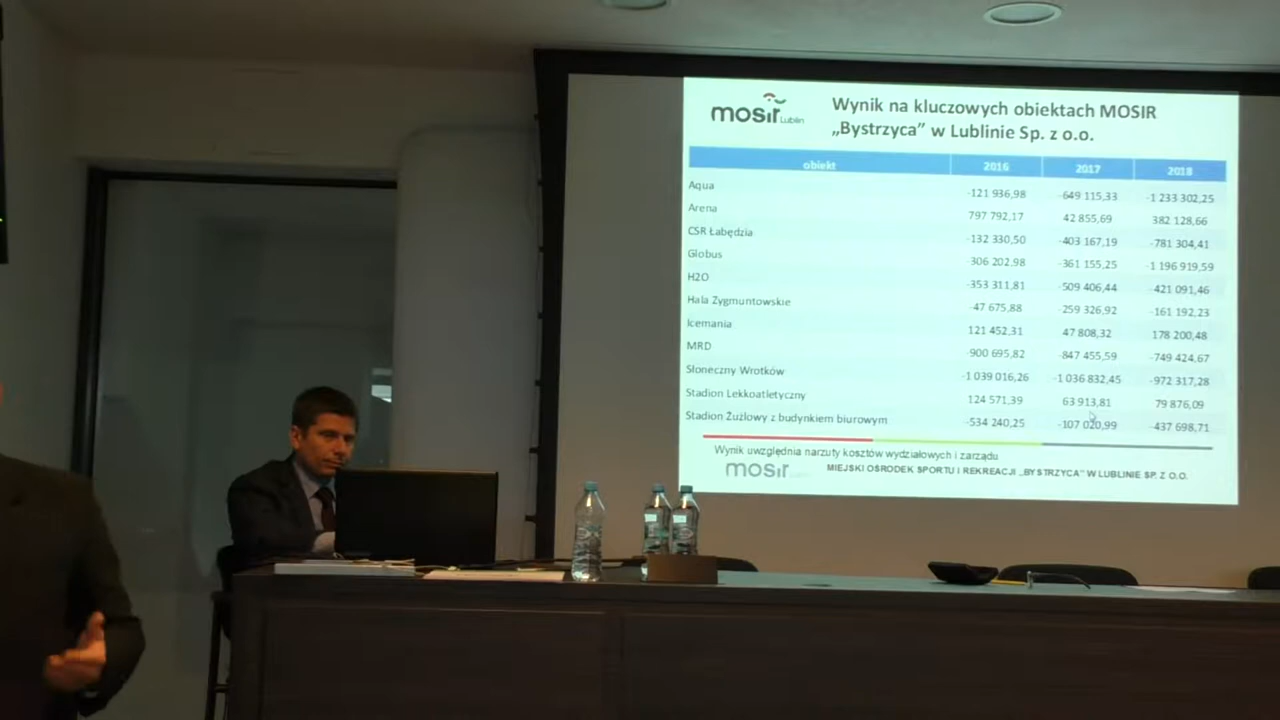 mosir Lublin
Wynik na kluczowych obiektach MOSIR
„Bystrzyca” w Lublinie Sp. z o.o.
obiekt 2016 2017 2018
Aqua -121 936,98 -649 115,33 -1 233 302,25
Arena 797 792,17 42 855,69 382 128,66
CSR Łabędzia -132 330,50 -403 167,19 -781 304,41
Globus -306 202,98 -361 155,25 -1 196 919,59
H2O -353 311,81 -509 406,44 -421 091,46
Hala Zygmuntowskie -47 675,88 -259 326,92 -161 192,23
Icemania 121 452,31 47 808,32 178 200,48
MRD -900 695,82 -847 455,59 -749 424,67
Słoneczny Wrotków -1 039 016,26 -1 036 832,45 -972 317,28
Stadion Lekkoatletyczny 124 571,39 63 913,81 79 876,09
Stadion Żużlowy z budynkiem biurowym -534 240,25 -107 020,99 -437 698,71
Wynik uwzględnia narzuty kosztów wydziałowych i zarządu
mosir MIEJSKI OŚRODEK SPORTU I REKREACJI „BYSTRZYCA” W LUBLINIE SP. Z O.O.